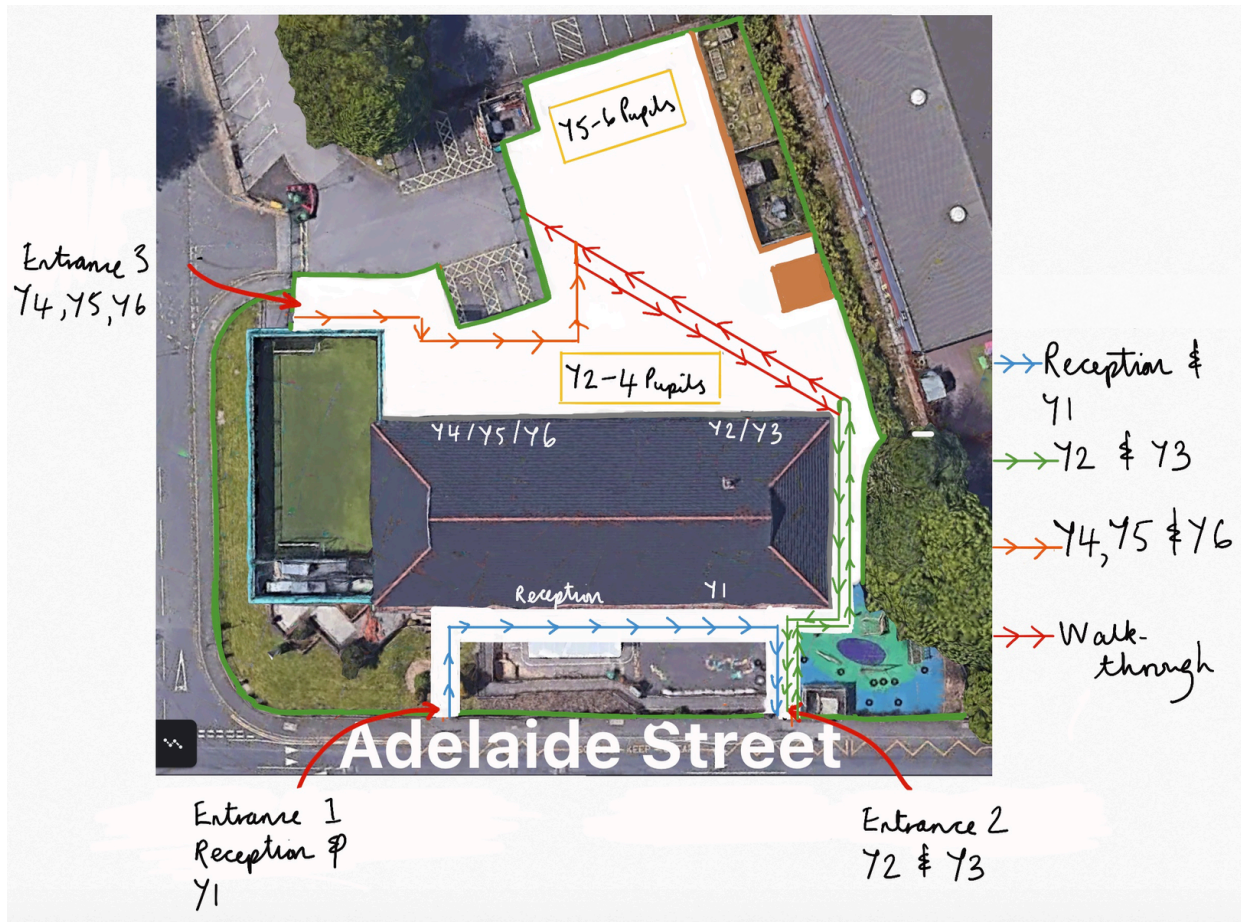 Y5-6 Pupils
Entrance 3
Y4, Y5, Y6
Y2-4 Pupils
Y4/Y5/Y6
Y2/Y3
Reception &
Y1
Y2 & Y3
Y4, Y5 & Y6
Walk-
through
Reception
Y1
KEEP
Adelaide Street
Entrance 1
Reception &
Y1
Entrance 2
Y2 & Y3